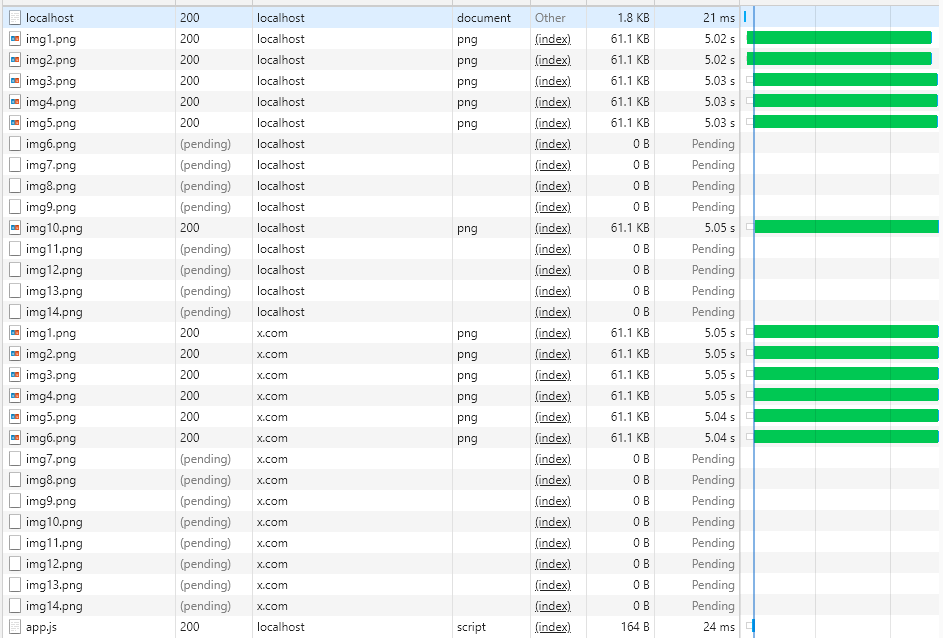 localhost 200 localhost document Other 1.8 KB 21 ms
img1.png 200 localhost png (index) 61.1 KB 5.02 s
img2.png 200 localhost png (index) 61.1 KB 5.02 s
img3.png 200 localhost png (index) 61.1 KB 5.03 s
img4.png 200 localhost png (index) 61.1 KB 5.03 s
img5.png 200 localhost png (index) 61.1 KB 5.03 s
img6.png (pending) localhost (index) 0 B Pending
img7.png (pending) localhost (index) 0 B Pending
img8.png (pending) localhost (index) 0 B Pending
img9.png (pending) localhost (index) 0 B Pending
img10.png 200 localhost png (index) 61.1 KB 5.05 s
img11.png (pending) localhost (index) 0 B Pending
img12.png (pending) localhost (index) 0 B Pending
img13.png (pending) localhost (index) 0 B Pending
img14.png (pending) localhost (index) 0 B Pending
img1.png 200 x.com png (index) 61.1 KB 5.05 s
img2.png 200 x.com png (index) 61.1 KB 5.05 s
img3.png 200 x.com png (index) 61.1 KB 5.05 s
img4.png 200 x.com png (index) 61.1 KB 5.05 s
img5.png 200 x.com png (index) 61.1 KB 5.04 s
img6.png 200 x.com png (index) 61.1 KB 5.04 s
img7.png (pending) x.com (index) 0 B Pending
img8.png (pending) x.com (index) 0 B Pending
img9.png (pending) x.com (index) 0 B Pending
img10.png (pending) x.com (index) 0 B Pending
img11.png (pending) x.com (index) 0 B Pending
img12.png (pending) x.com (index) 0 B Pending
img13.png (pending) x.com (index) 0 B Pending
img14.png (pending) x.com (index) 0 B Pending
app.js 200 localhost script (index) 164 B 24 ms